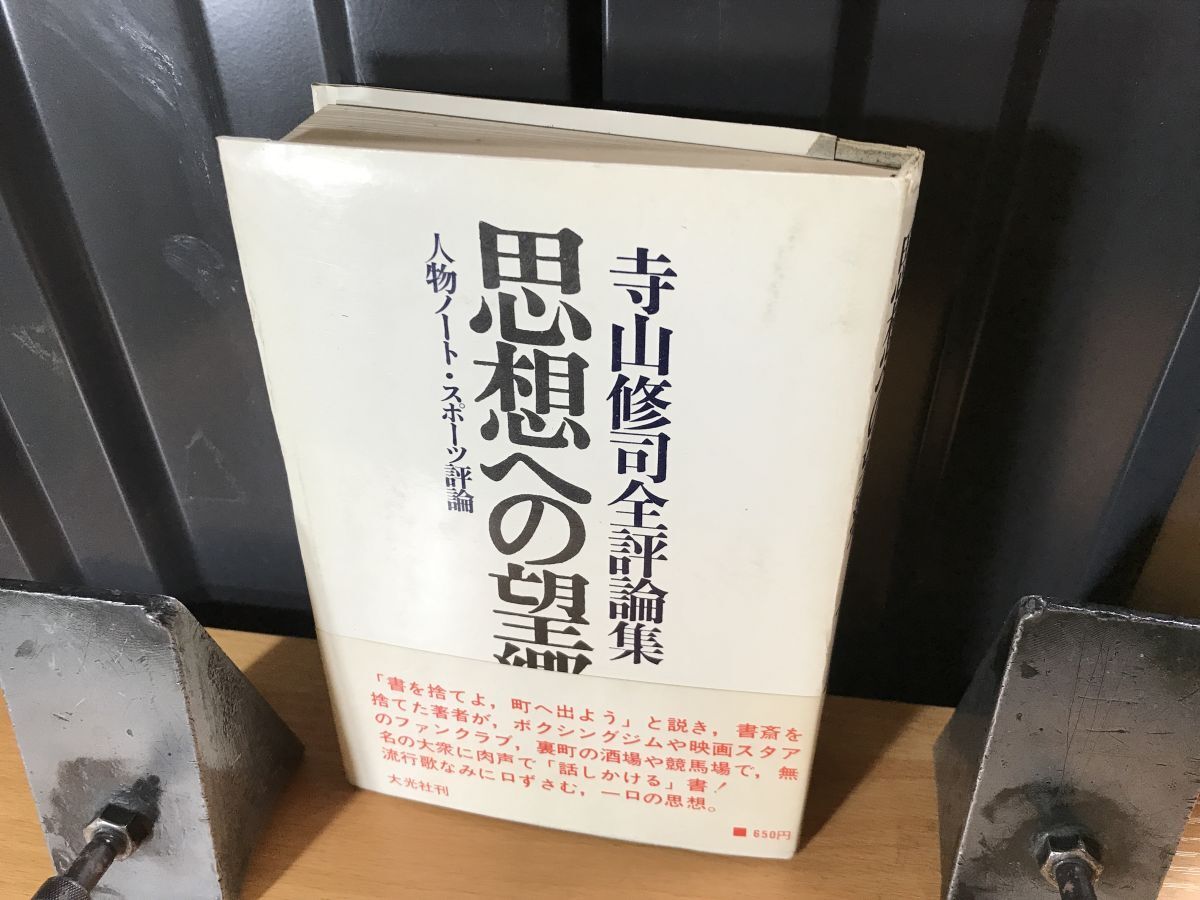 寺山修司全評論集
思想への望郷
人物ノート・スポーツ評論
「書を捨てよ，町へ出よう」と説き，書斎を
捨てた著者が，ボクシングジムや映画スタア
のファンクラブ，裏町の酒場や競馬場で，無
名の大衆に肉声で「話しかける」書！
流行歌なみに口ずさむ，一口の思想。
大光社刊
■ 650円